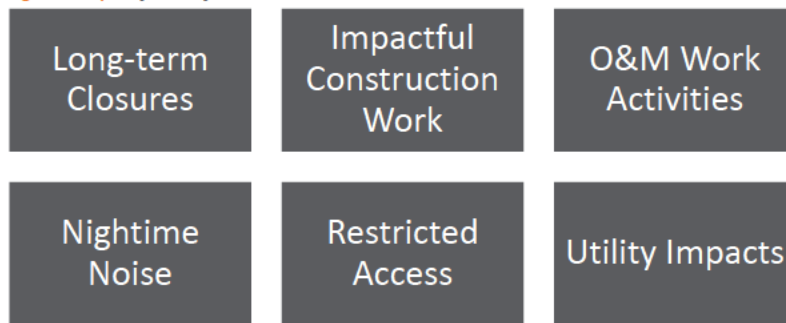 Long-term
Closures
Impactful
Construction
Work
O&M Work
Activities
Nightime
Noise
Restricted
Access
Utility Impacts